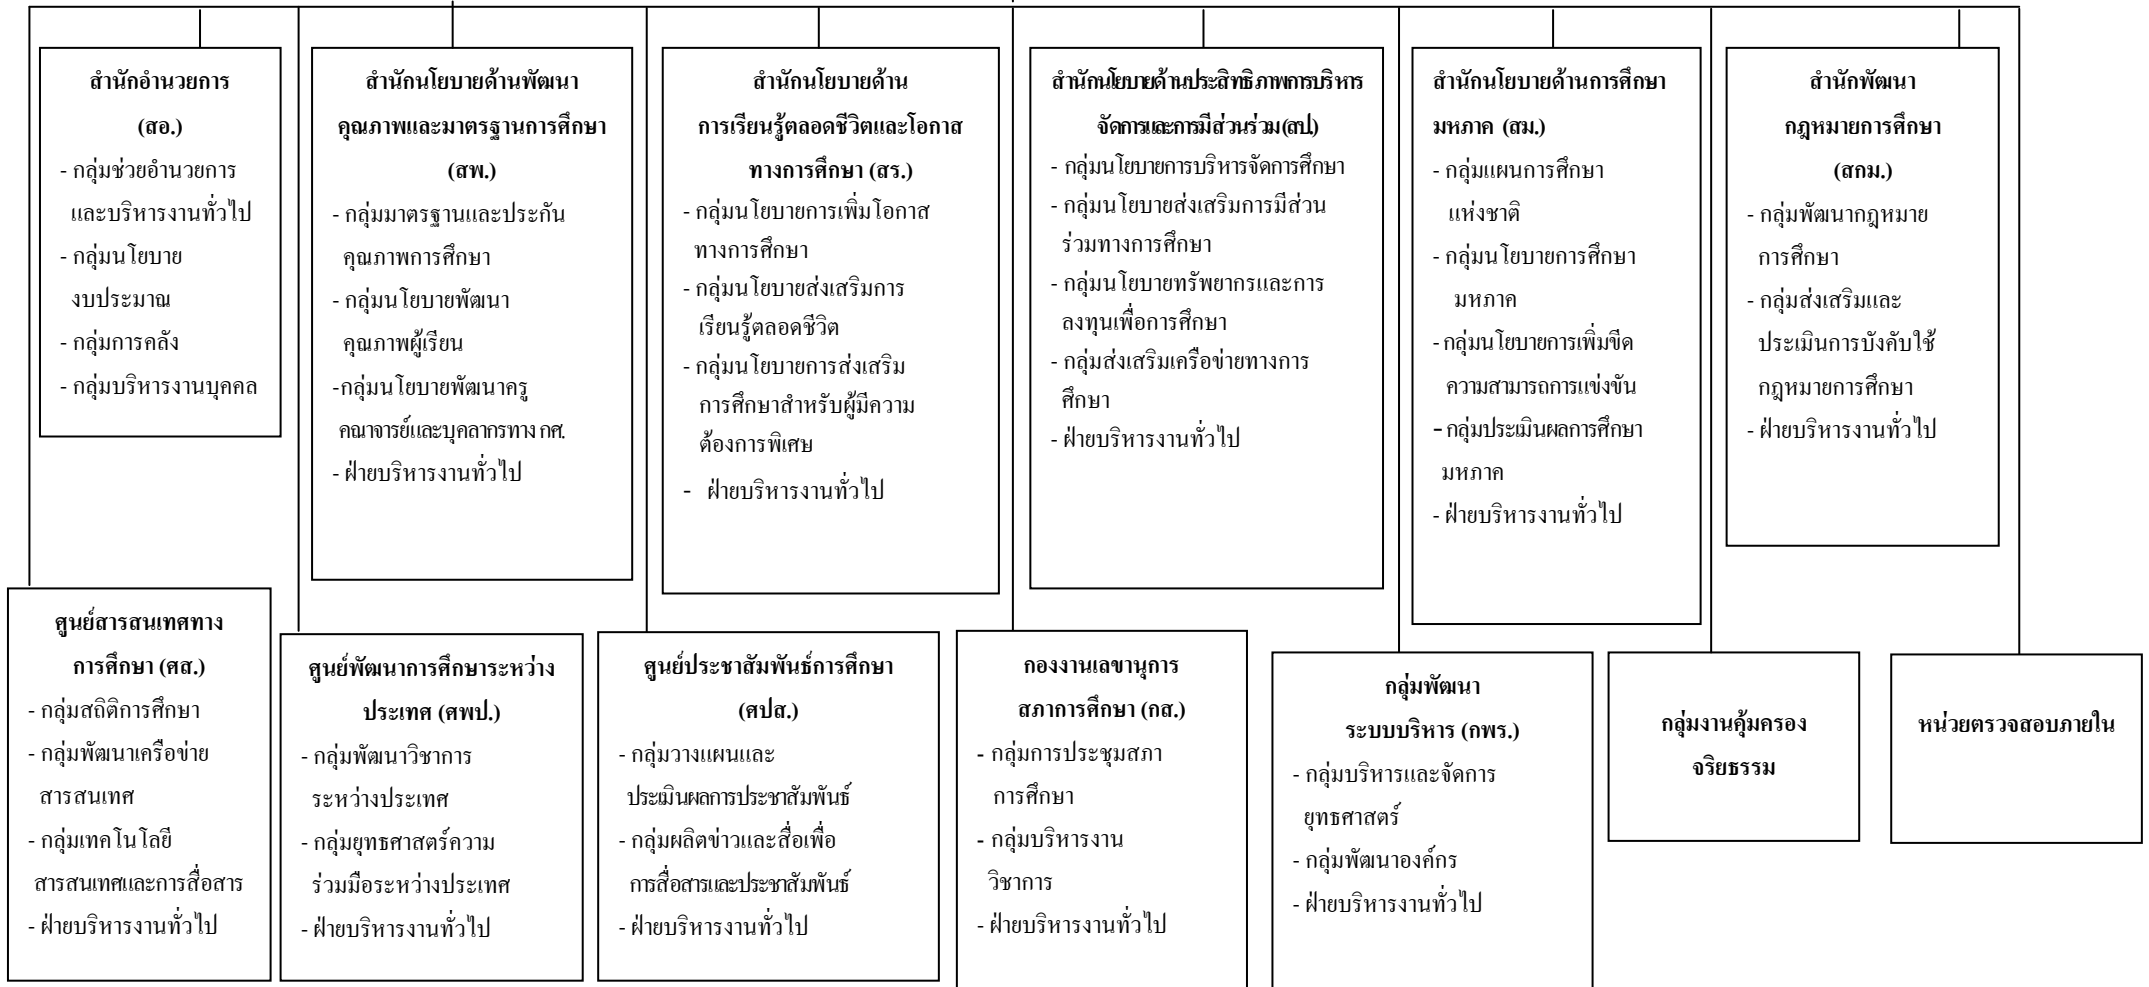 สำนักอำนวยการ
(สอ.)
- กลุ่มช่วยอำนวยการ
และบริหารงานทั่วไป
- กลุ่มนโยบาย
งบประมาณ
- กลุ่มการคลัง
- กลุ่มบริหารงานบุคคล
สำนักนโยบายด้านพัฒนา
คุณภาพและมาตรฐานการศึกษา
(สพ.)
- กลุ่มมาตรฐานและประกัน
คุณภาพการศึกษา
- กลุ่มนโยบายพัฒนา
คุณภาพผู้เรียน
-กลุ่มนโยบายพัฒนาครู
คณาจารย์และบุคลากรทาง กศ.
- ฝ่ายบริหารงานทั่วไป
สำนักนโยบายด้าน
การเรียนรู้ตลอดชีวิตและโอกาส
ทางการศึกษา (สร.)
- กลุ่มนโยบายการเพิ่มโอกาส
ทางการศึกษา
- กลุ่มนโยบายส่งเสริมการ
เรียนรู้ตลอดชีวิต
- กลุ่มนโยบายการส่งเสริม
การศึกษาสำหรับผู้มีความ
ต้องการพิเศษ
- ฝ่ายบริหารงานทั่วไป
สำนักนโยบายด้านประสิทธิภาพการบริหาร
จัดการและการมีส่วนร่วม(สป.)
- กลุ่มนโยบายการบริหารจัดการศึกษา
- กลุ่มนโยบายส่งเสริมการมีส่วน
ร่วมทางการศึกษา
- กลุ่มนโยบายทรัพยากรและการ
ลงทุนเพื่อการศึกษา
- กลุ่มส่งเสริมเครือข่ายทางการ
ศึกษา
- ฝ่ายบริหารงานทั่วไป
สำนักนโยบายด้านการศึกษา
มหภาค (สม.)
- กลุ่มแผนการศึกษา
แห่งชาติ
- กลุ่มนโยบายการศึกษา
มหภาค
- กลุ่มนโยบายการเพิ่มขีด
ความสามารถการแข่งขัน
- กลุ่มประเมินผลการศึกษา
มหภาค
- ฝ่ายบริหารงานทั่วไป
สำนักพัฒนา
กฎหมายการศึกษา
(สกม.)
- กลุ่มพัฒนากฎหมาย
การศึกษา
- กลุ่มส่งเสริมและ
ประเมินการบังคับใช้
กฎหมายการศึกษา
- ฝ่ายบริหารงานทั่วไป
ศูนย์สารสนเทศทาง
การศึกษา (ศส.)
- กลุ่มสถิติการศึกษา
- กลุ่มพัฒนาเครือข่าย
สารสนเทศ
- กลุ่มเทคโนโลยี
สารสนเทศและการสื่อสาร
- ฝ่ายบริหารงานทั่วไป
ศูนย์พัฒนาการศึกษาระหว่าง
ประเทศ (ศพป.)
- กลุ่มพัฒนาวิชาการ
ระหว่างประเทศ
- กลุ่มยุทธศาสตร์ความ
ร่วมมือระหว่างประเทศ
- ฝ่ายบริหารงานทั่วไป
ศูนย์ประชาสัมพันธ์การศึกษา
(ศปส.)
- กลุ่มวางแผนและ
ประเมินผลการประชาสัมพันธ์
- กลุ่มผลิตข่าวและสื่อเพื่อ
การสื่อสารและประชาสัมพันธ์
- ฝ่ายบริหารงานทั่วไป
กองงานเลขานุการ
สภาการศึกษา (กส.)
- กลุ่มการประชุมสภา
การศึกษา
- กลุ่มบริหารงาน
วิชาการ
- ฝ่ายบริหารงานทั่วไป
กลุ่มพัฒนา
ระบบบริหาร (กพร.)
- กลุ่มบริหารและจัดการ
ยุทธศาสตร์
- กลุ่มพัฒนาองค์กร
- ฝ่ายบริหารงานทั่วไป
กลุ่มงานคุ้มครอง
จริยธรรม
หน่วยตรวจสอบภายใน